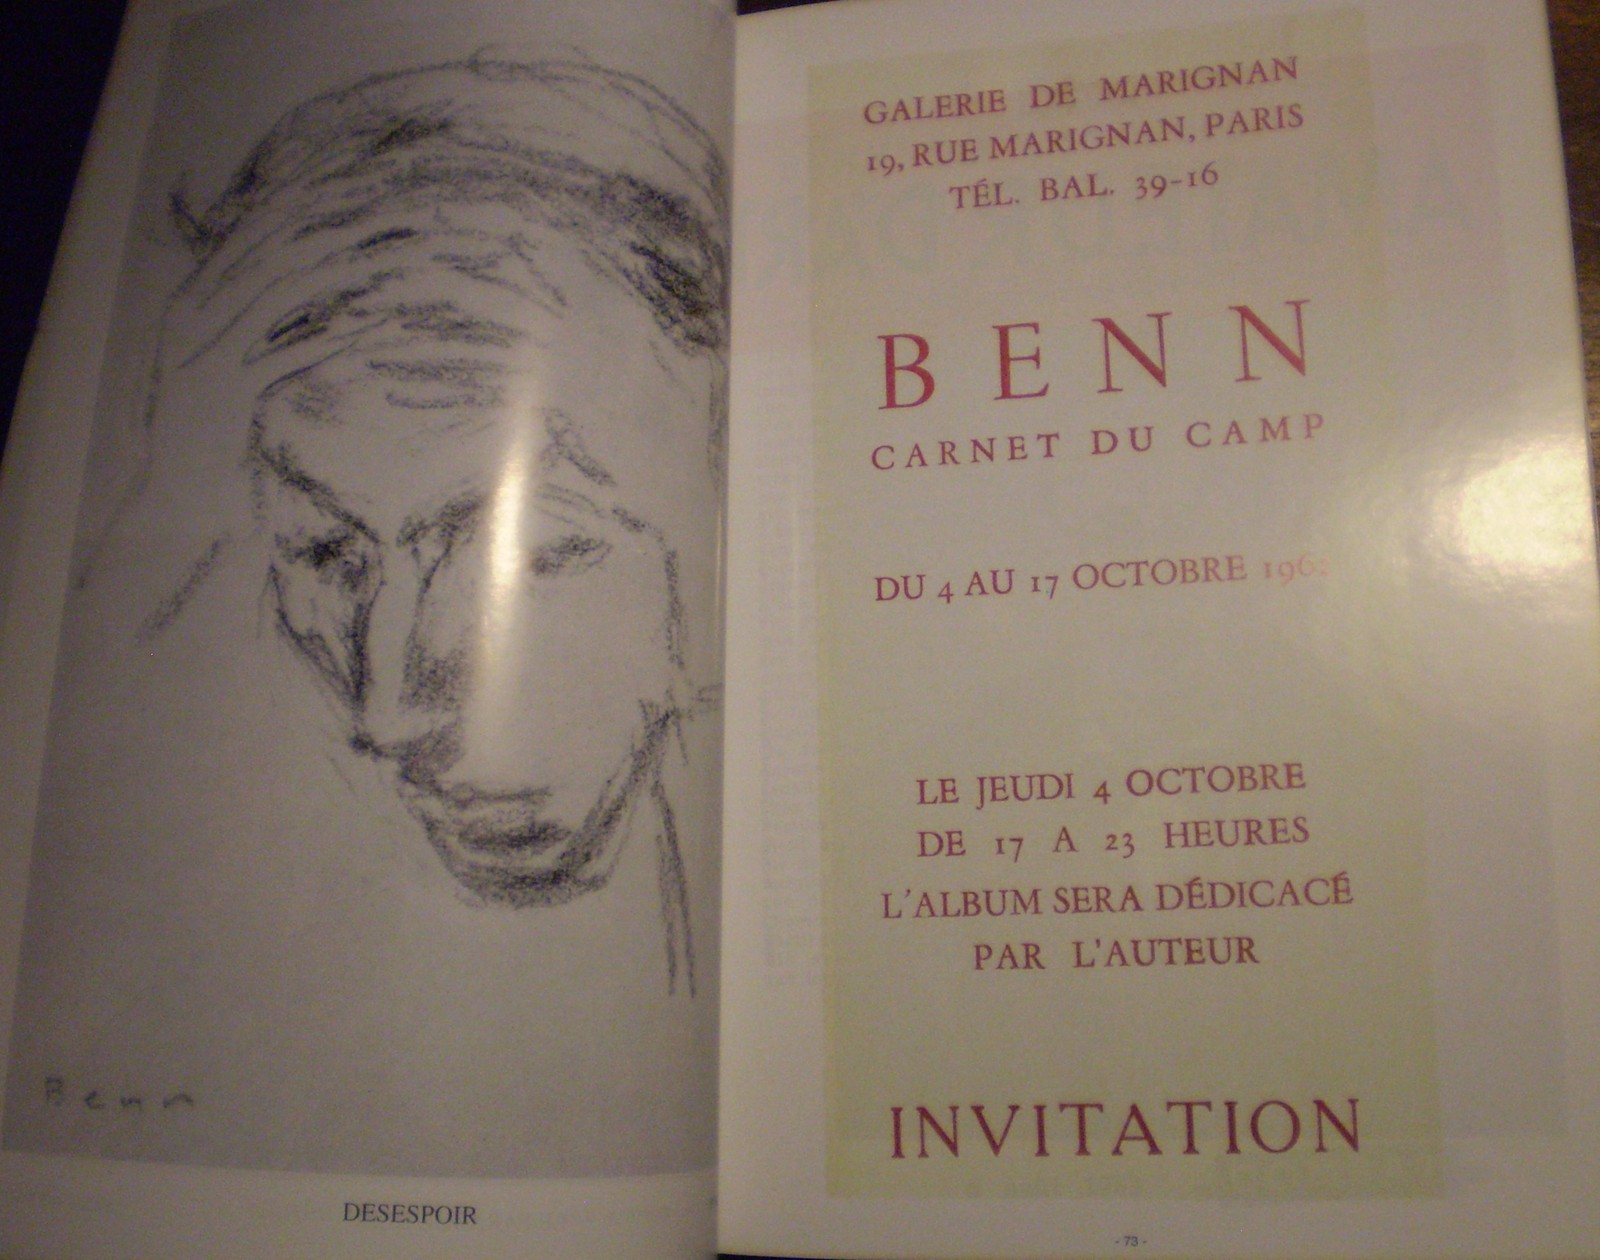 Benn
DESESPOIR
GALERIE DE MARIGNAN
19, RUE MARIGNAN, PARIS
TÉL. BAL. 39-16
BENN
CARNET DU CAMP
DU 4 AU 17 OCTOBRE
LE JEUDI 4 OCTOBRE
DE 17 A 23 HEURES
L'ALBUM SERA DÉDICACÉ
PAR L'AUTEUR
INVITATION
- 73 -